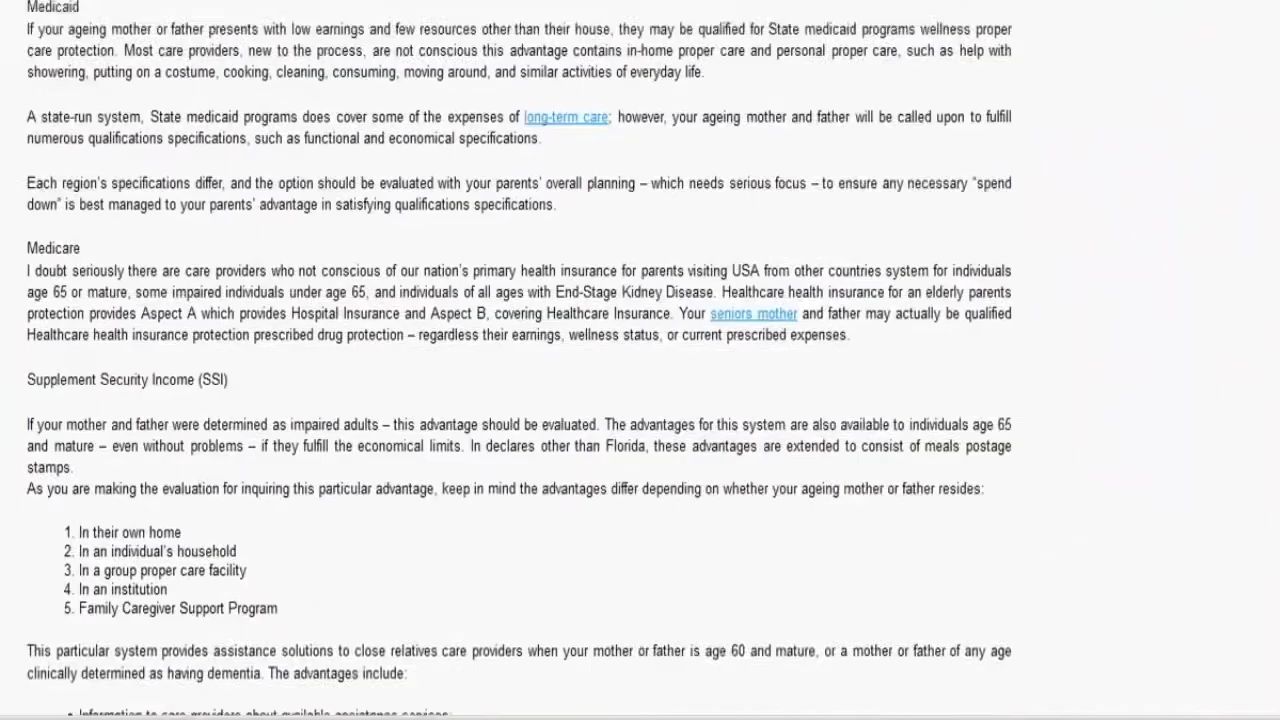 Medicaid
If your ageing mother or father presents with low earnings and few resources other than their house, they may be qualified for State medicaid programs wellness proper
care protection. Most care providers, new to the process, are not conscious this advantage contains in-home proper care and personal proper care, such as help with
showering, putting on a costume, cooking, cleaning, consuming, moving around, and similar activities of everyday life.
A state-run system, State medicaid programs does cover some of the expenses of long-term care; however, your ageing mother and father will be called upon to fulfill
numerous qualifications specifications, such as functional and economical specifications.
Each region's specifications differ, and the option should be evaluated with your parents' overall planning – which needs serious focus – to ensure any necessary “spend
down” is best managed to your parents' advantage in satisfying qualifications specifications.
Medicare
I doubt seriously there are care providers who not conscious of our nation's primary health insurance for parents visiting USA from other countries system for individuals
age 65 or mature, some impaired individuals under age 65, and individuals of all ages with End-Stage Kidney Disease. Healthcare health insurance for an elderly parents
protection provides Aspect A which provides Hospital Insurance and Aspect B, covering Healthcare Insurance. Your seniors mother and father may actually be qualified
Healthcare health insurance protection prescribed drug protection – regardless their earnings, wellness status, or current prescribed expenses.
Supplement Security Income (SSI)
If your mother and father were determined as impaired adults – this advantage should be evaluated. The advantages for this system are also available to individuals age 65
and mature – even without problems – if they fulfill the economical limits. In declares other than Florida, these advantages are extended to consist of meals postage
stamps.
As you are making the evaluation for inquiring this particular advantage, keep in mind the advantages differ depending on whether your ageing mother or father resides:
1. In their own home
2. In an individual's household
3. In a group proper care facility
4. In an institution
5. Family Caregiver Support Program
This particular system provides assistance solutions to close relatives care providers when your mother or father is age 60 and mature, or a mother or father of any age
clinically determined as having dementia. The advantages include:
• Information to care providers about available assistance services;